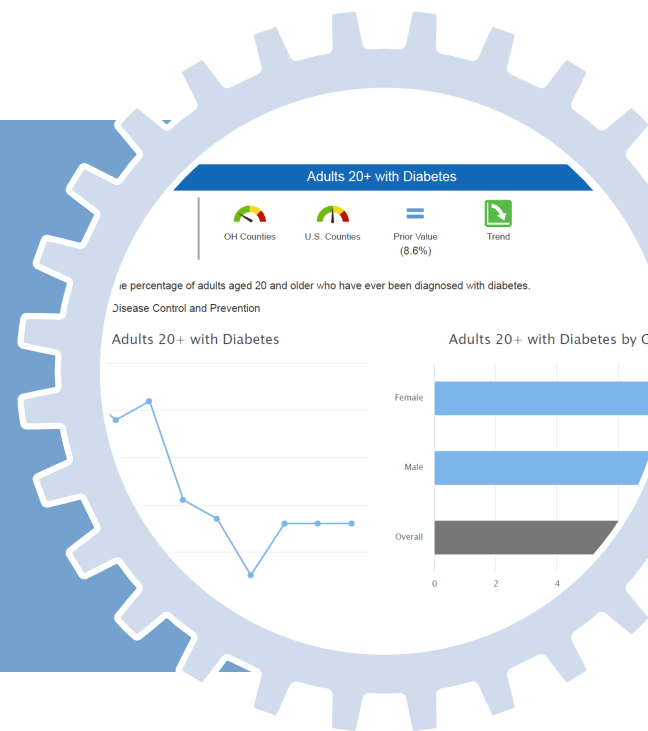 Adults 20+ with Diabetes
OH Counties
U.S. Counties
Prior Value
(8.6%)
Trend
percentage of adults aged 20 and older who have ever been diagnosed with diabetes.
Disease Control and Prevention
Adults 20+ with Diabetes
Adults 20+ with Diabetes by
Female
Male
Overall
0 2 4